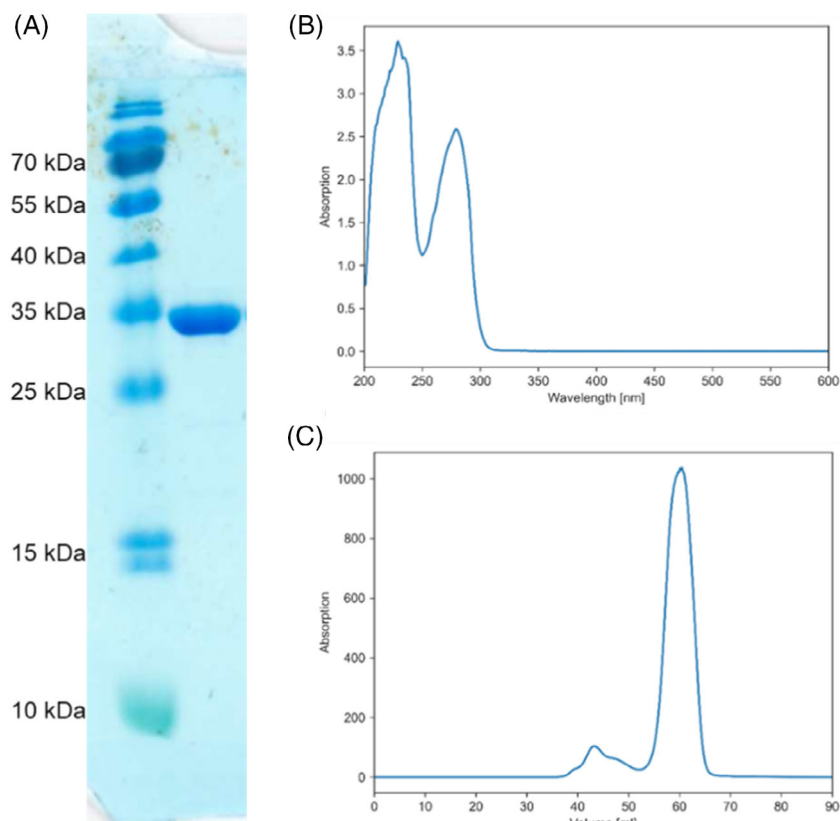 (A)
70 kDa
55 kDa
40 kDa
35 kDa
25 kDa
15 kDa
10 kDa
(B)
Absorption
3.5
3.0
2.5
2.0
1.5
1.0
0.5
0.0
200 250 300 350 400 450 500 550 600
Wavelength [nm]
(C)
Absorption
1000
800
600
400
200
0
0 10 20 30 40 50 60 70 80 90
Volume [ml]